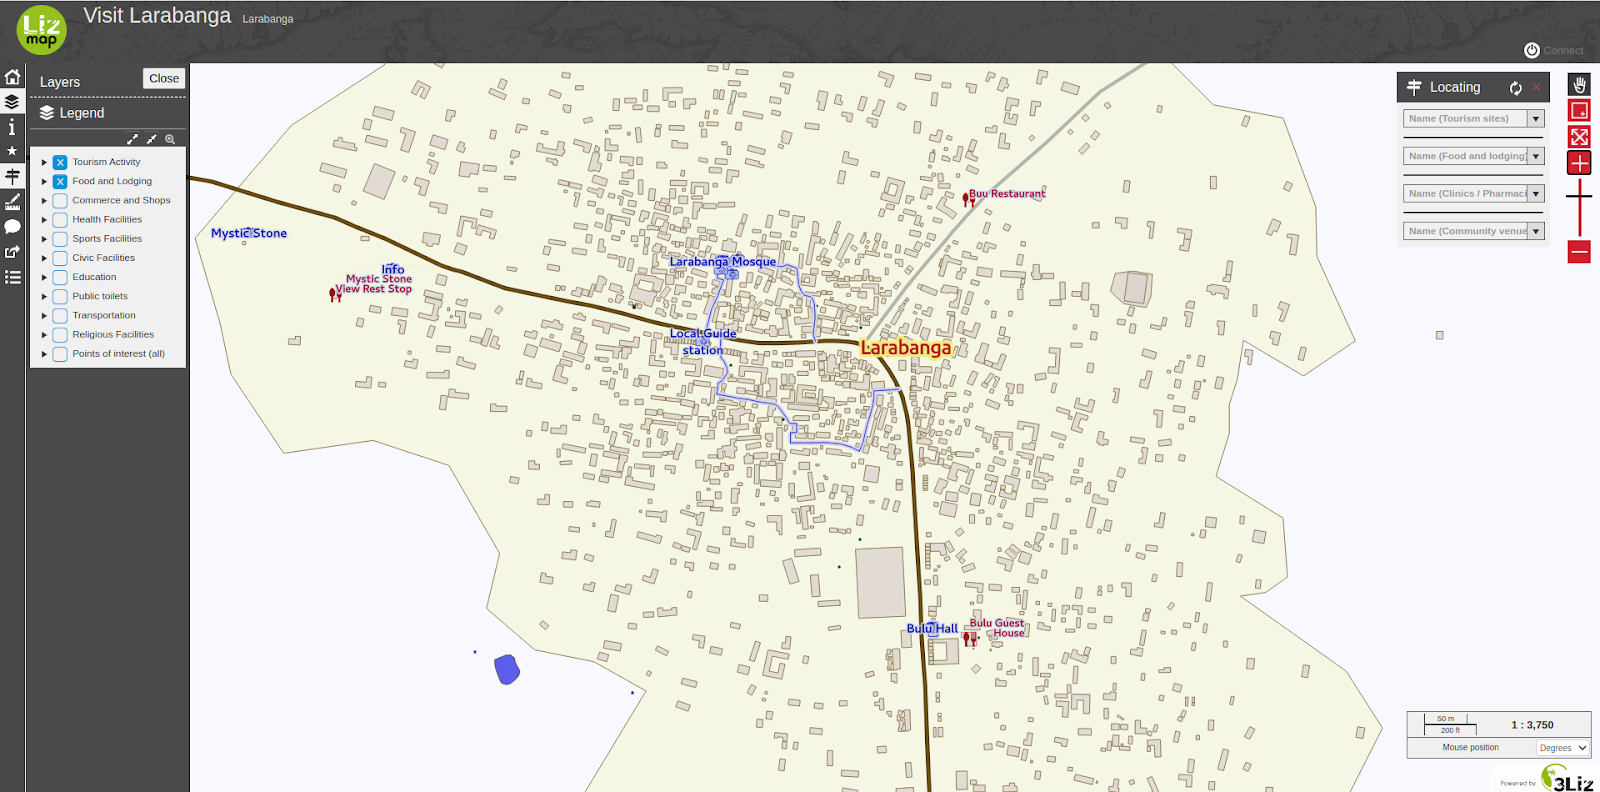 Liz
map
Visit Larabanga Larabanga
Connect
Layers
Close
Legend
Tourism Activity
Food and Lodging
Commerce and Shops
Health Facilities
Sports Facilities
Civic Facilities
Education
Public toilets
Transportation
Religious Facilities
Points of interest (all)
Locating
Name (Tourism sites)
Name (Food and lodging)
Name (Clinics / Pharmaci
Name (Community venue
Buu Restaurant
Mystic Stone
Larabanga Mosque
Info
Mystic Stone
View Rest Stop
Local Guide
station
Larabanga
Bulu Hall
Bulu Guest
House
50 m
200 ft
1 : 3,750
Mouse position
Degrees
Powered by
3Liz